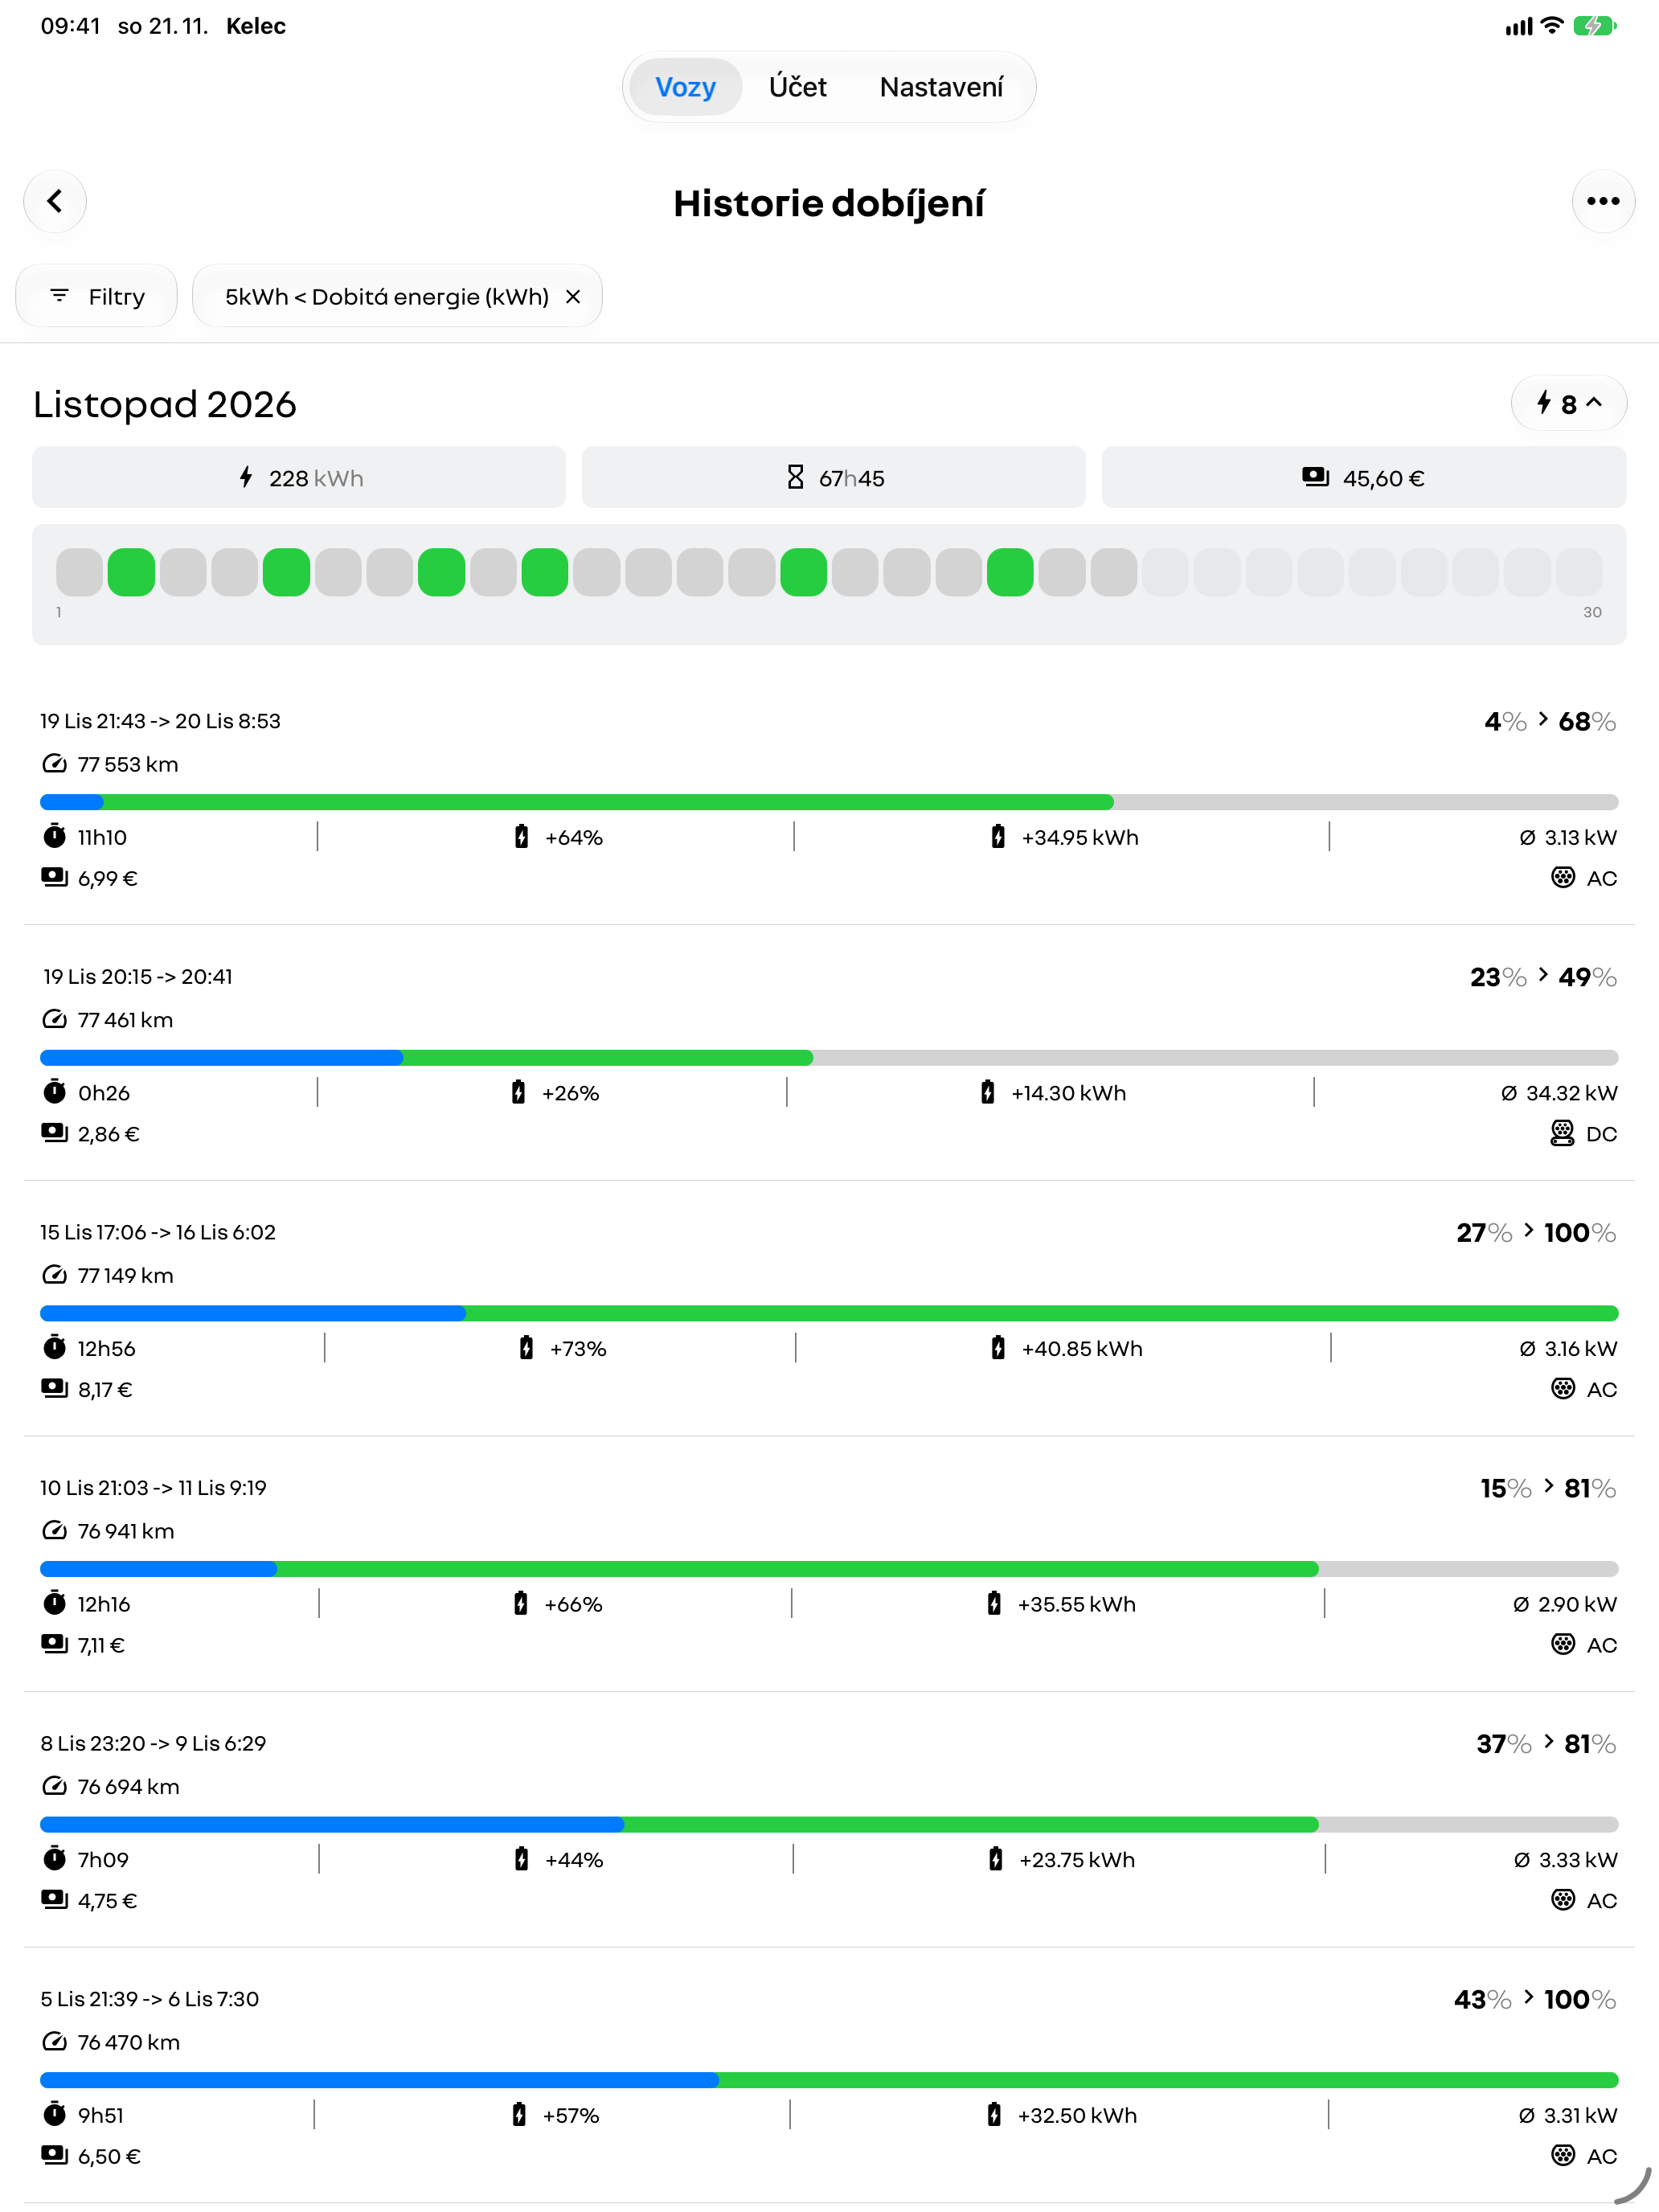 09:41 so 21. 11. Kelec
Vozy Účet Nastavení
Historie dobíjení
Filtry 5kWh < Dobitá energie (kWh)
Listopad 2026 8
228 kWh 67h45 45,60 €
1 30
19 Lis 21:43 -> 20 Lis 8:53 4% > 68%
77 553 km
11h10 +64% +34.95 kWh Ø 3.13 kW
6,99 € AC
19 Lis 20:15 -> 20:41 23% > 49%
77 461 km
0h26 +26% +14.30 kWh Ø 34.32 kW
2,86 € DC
15 Lis 17:06 -> 16 Lis 6:02 27% > 100%
77 149 km
12h56 +73% +40.85 kWh Ø 3.16 kW
8,17 € AC
10 Lis 21:03 -> 11 Lis 9:19 15% > 81%
76 941 km
12h16 +66% +35.55 kWh Ø 2.90 kW
7,11 € AC
8 Lis 23:20 -> 9 Lis 6:29 37% > 81%
76 694 km
7h09 +44% +23.75 kWh Ø 3.33 kW
4,75 € AC
5 Lis 21:39 -> 6 Lis 7:30 43% > 100%
76 470 km
9h51 +57% +32.50 kWh Ø 3.31 kW
6,50 € AC